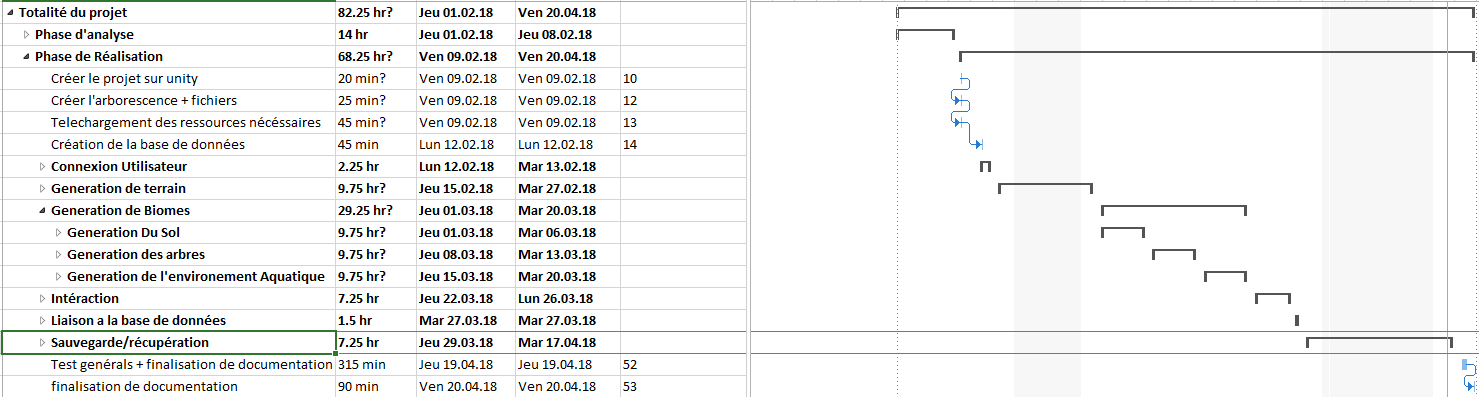 Totalité du projet 82.25 hr? Jeu 01.02.18 Ven 20.04.18
Phase d'analyse 14 hr Jeu 01.02.18 Jeu 08.02.18
Phase de Réalisation 68.25 hr? Ven 09.02.18 Ven 20.04.18
Créer le projet sur unity 20 min? Ven 09.02.18 Ven 09.02.18 10
Créer l'arborescence + fichiers 25 min? Ven 09.02.18 Ven 09.02.18 12
Telechargement des ressources nécéssaires 45 min? Ven 09.02.18 Ven 09.02.18 13
Création de la base de données 45 min Lun 12.02.18 Lun 12.02.18 14
Connexion Utilisateur 2.25 hr Lun 12.02.18 Mar 13.02.18
Generation de terrain 9.75 hr? Jeu 15.02.18 Mar 27.02.18
Generation de Biomes 29.25 hr? Jeu 01.03.18 Mar 20.03.18
Generation Du Sol 9.75 hr? Jeu 01.03.18 Mar 06.03.18
Generation des arbres 9.75 hr? Jeu 08.03.18 Mar 13.03.18
Generation de l'environement Aquatique 9.75 hr? Jeu 15.03.18 Mar 20.03.18
Intéraction 7.25 hr Jeu 22.03.18 Lun 26.03.18
Liaison a la base de données 1.5 hr Mar 27.03.18 Mar 27.03.18
Sauvegarde/récupération 7.25 hr Jeu 29.03.18 Mar 17.04.18
Test genérals + finalisation de documentation 315 min Jeu 19.04.18 Jeu 19.04.18 52
finalisation de documentation 90 min Ven 20.04.18 Ven 20.04.18 53